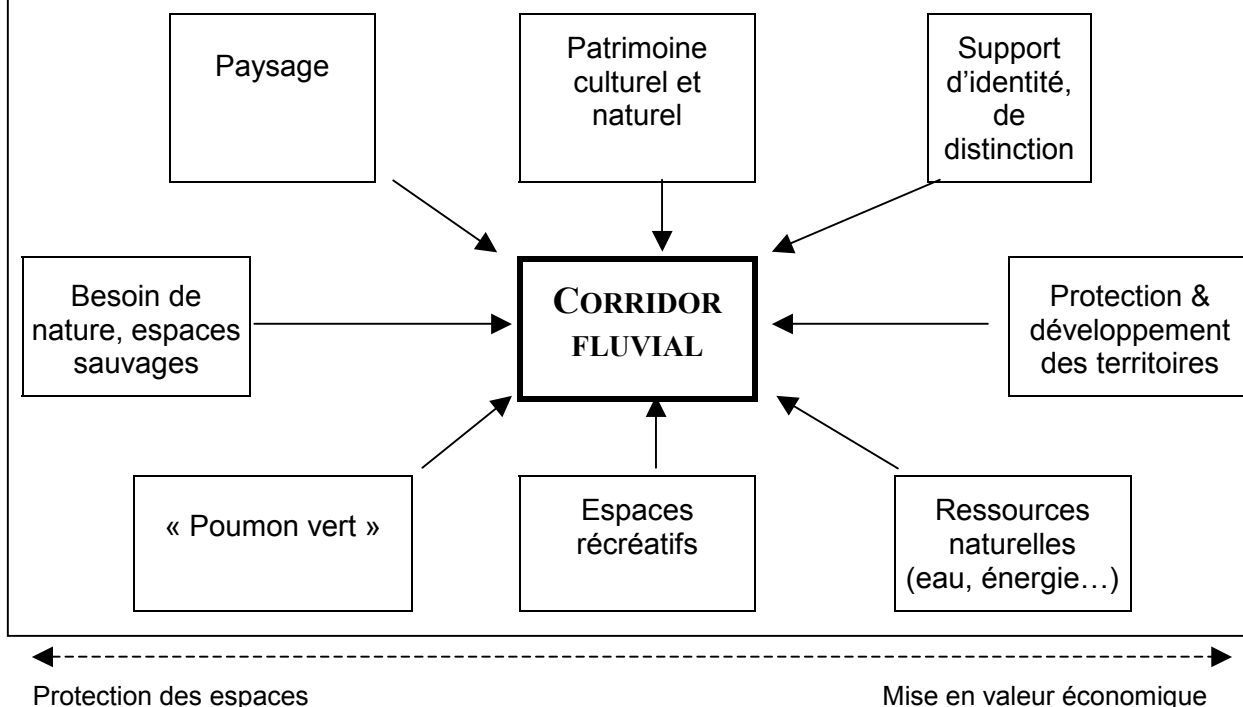 Paysage
Patrimoine
culturel et
naturel
Support
d’identité,
de
distinction
Besoin de
nature, espaces
sauvages
CORRIDOR
FLUVIAL
Protection &
développement
des territoires
« Poumon vert »
Espaces
récréatifs
Ressources
naturelles
(eau, énergie…)
Protection des espaces
Mise en valeur économique